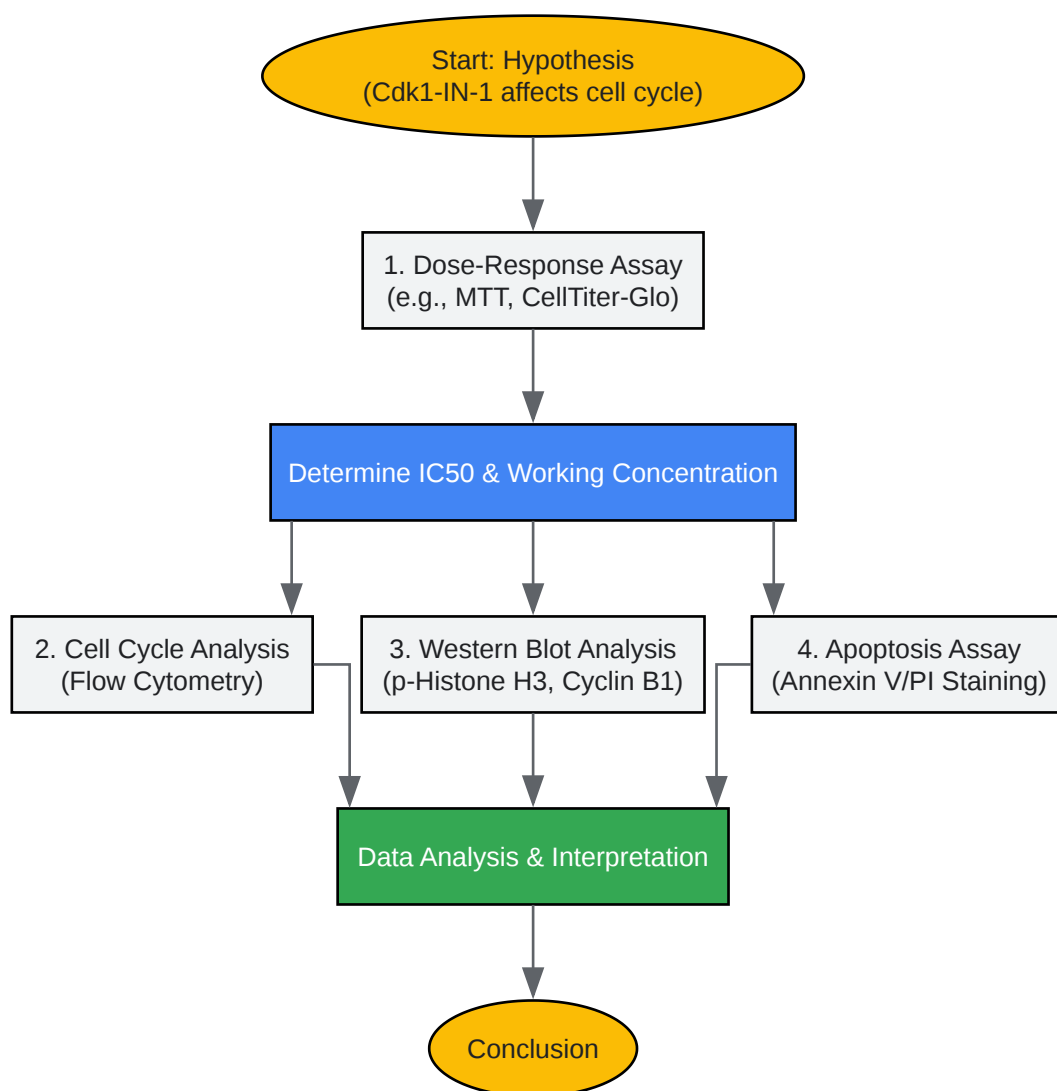 Start: Hypothesis
(Cdk1-IN-1 affects cell cycle)
1. Dose-Response Assay
(e.g., MTT, CellTiter-Glo)
Determine IC50 & Working Concentration
2. Cell Cycle Analysis
(Flow Cytometry)
3. Western Blot Analysis
(p-Histone H3, Cyclin B1)
4. Apoptosis Assay
(Annexin V/PI Staining)
Data Analysis & Interpretation
Conclusion